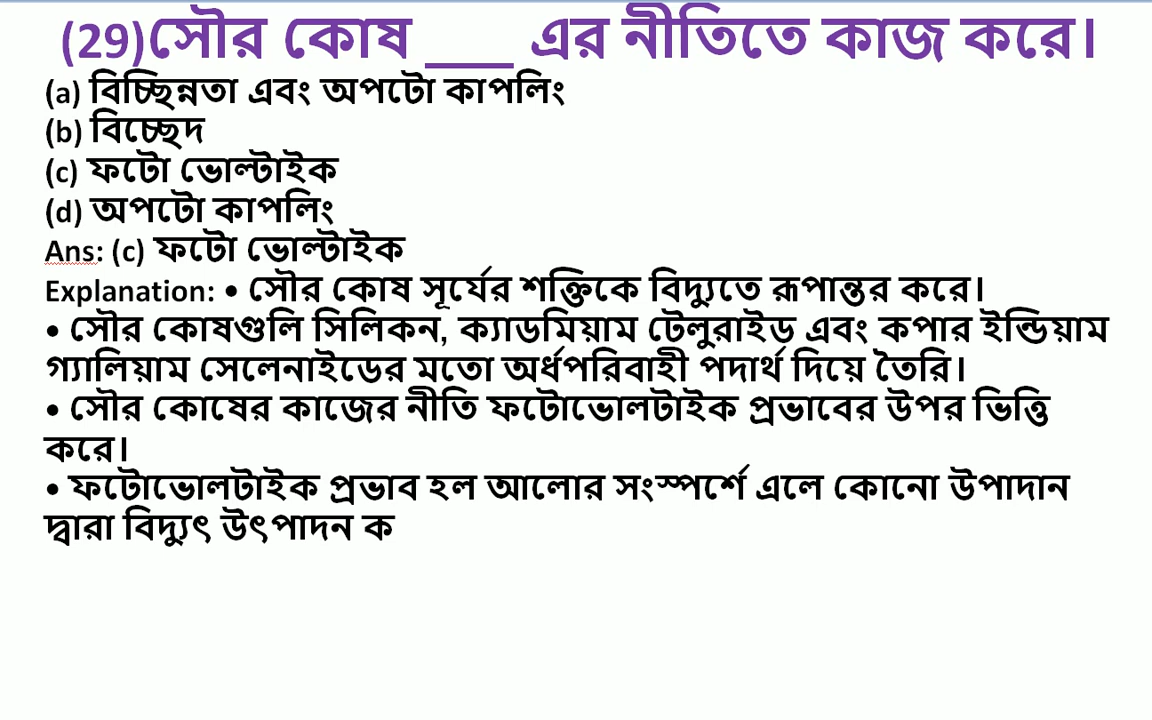 (29)সৌর কোষ ____ এর নীতিতে কাজ করে।
(a) বিচ্ছিন্নতা এবং অপটো কাপলিং
(b) বিচ্ছেদ
(c) ফটো ভোল্টাইক
(d) অপটো কাপলিং
Ans: (c) ফটো ভোল্টাইক
Explanation: • সৌর কোষ সূর্যের শক্তিকে বিদ্যুতে রূপান্তর করে।
• সৌর কোষগুলি সিলিকন, ক্যাডমিয়াম টেলুরাইড এবং কপার ইন্ডিয়াম
গ্যালিয়াম সেলেনাইডের মতো অর্ধপরিবাহী পদার্থ দিয়ে তৈরি।
• সৌর কোষের কাজের নীতি ফটোভোলটাইক প্রভাবের উপর ভিত্তি
করে।
• ফটোভোলটাইক প্রভাব হল আলোর সংস্পর্শে এলে কোনো উপাদান
দ্বারা বিদ্যুৎ উৎপাদন ক